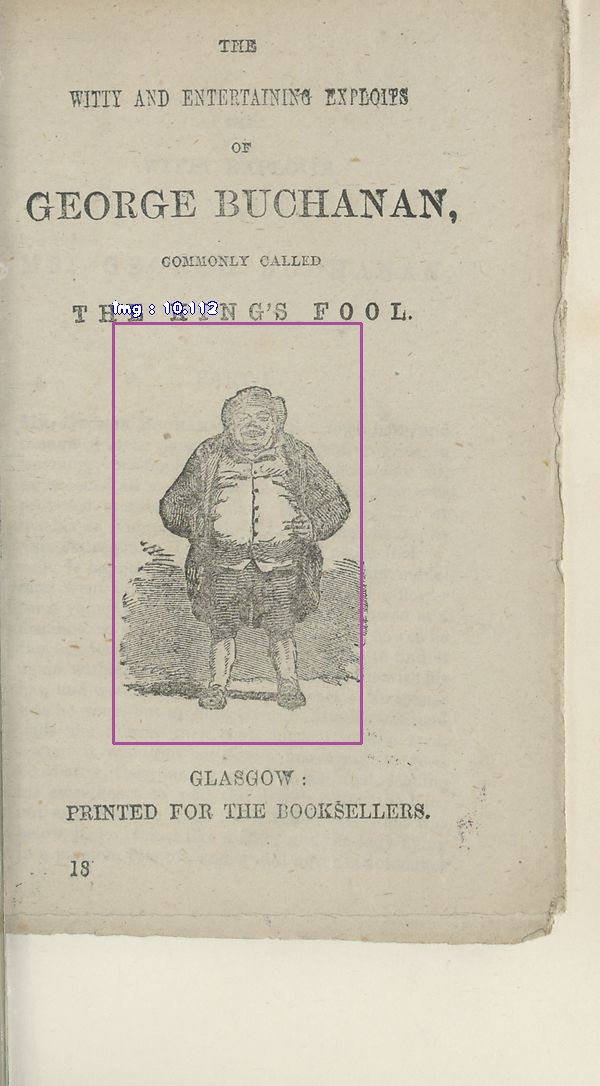 THE
WITTY AND ENTERTAINING EXPLOITS
OF
GEORGE BUCHANAN,
COMMONLY CALLED
THE KING'S FOOL.
img : 10.112
GLASGOW:
PRINTED FOR THE BOOKSELLERS.
18